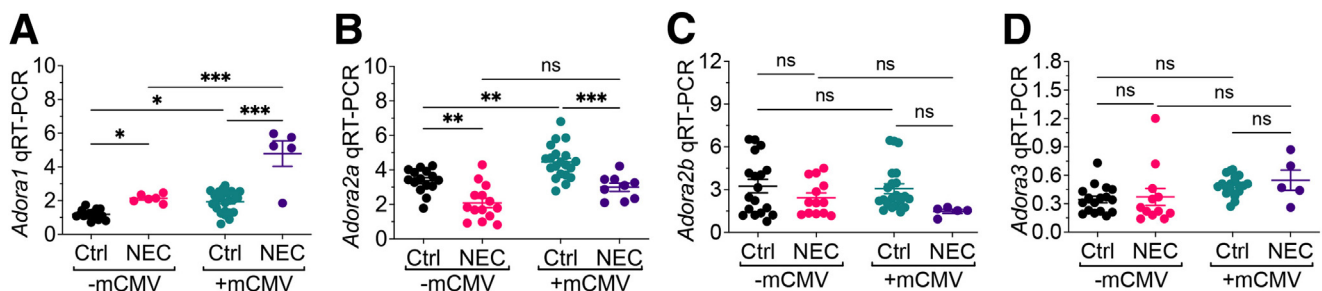 A
Adora1 qRT-PCR
10
8
6
4
2
0
*
*
***
***
Ctrl NEC Ctrl NEC
-mCMV +mCMV
B
Adora2a qRT-PCR
10
8
6
4
2
0
ns
**
**
***
Ctrl NEC Ctrl NEC
-mCMV +mCMV
C
Adora2b qRT-PCR
12
9
6
3
0
ns
ns
ns
ns
Ctrl NEC Ctrl NEC
-mCMV +mCMV
D
Adora3 qRT-PCR
1.8
1.5
1.2
0.9
0.6
0.3
0.0
ns
ns
ns
ns
Ctrl NEC Ctrl NEC
-mCMV +mCMV